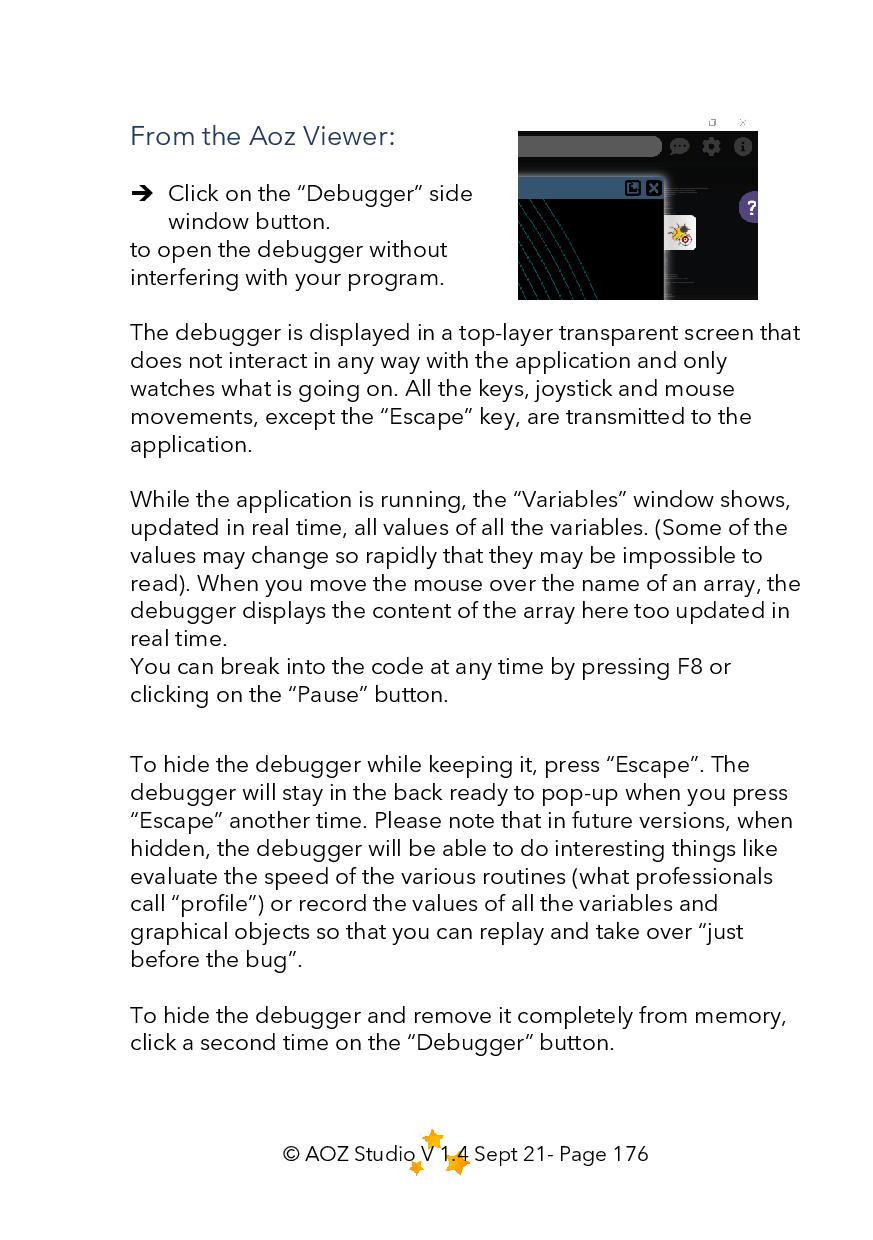 From the Aoz Viewer:
➔ Click on the “Debugger” side
window button.
to open the debugger without
interfering with your program.
?
The debugger is displayed in a top-layer transparent screen that
does not interact in any way with the application and only
watches what is going on. All the keys, joystick and mouse
movements, except the “Escape” key, are transmitted to the
application.
While the application is running, the “Variables” window shows,
updated in real time, all values of all the variables. (Some of the
values may change so rapidly that they may be impossible to
read). When you move the mouse over the name of an array, the
debugger displays the content of the array here too updated in
real time.
You can break into the code at any time by pressing F8 or
clicking on the “Pause” button.
To hide the debugger while keeping it, press “Escape”. The
debugger will stay in the back ready to pop-up when you press
“Escape” another time. Please note that in future versions, when
hidden, the debugger will be able to do interesting things like
evaluate the speed of the various routines (what professionals
call “profile”) or record the values of all the variables and
graphical objects so that you can replay and take over “just
before the bug”.
To hide the debugger and remove it completely from memory,
click a second time on the “Debugger” button.
© AOZ Studio V 1.4 Sept 21- Page 176